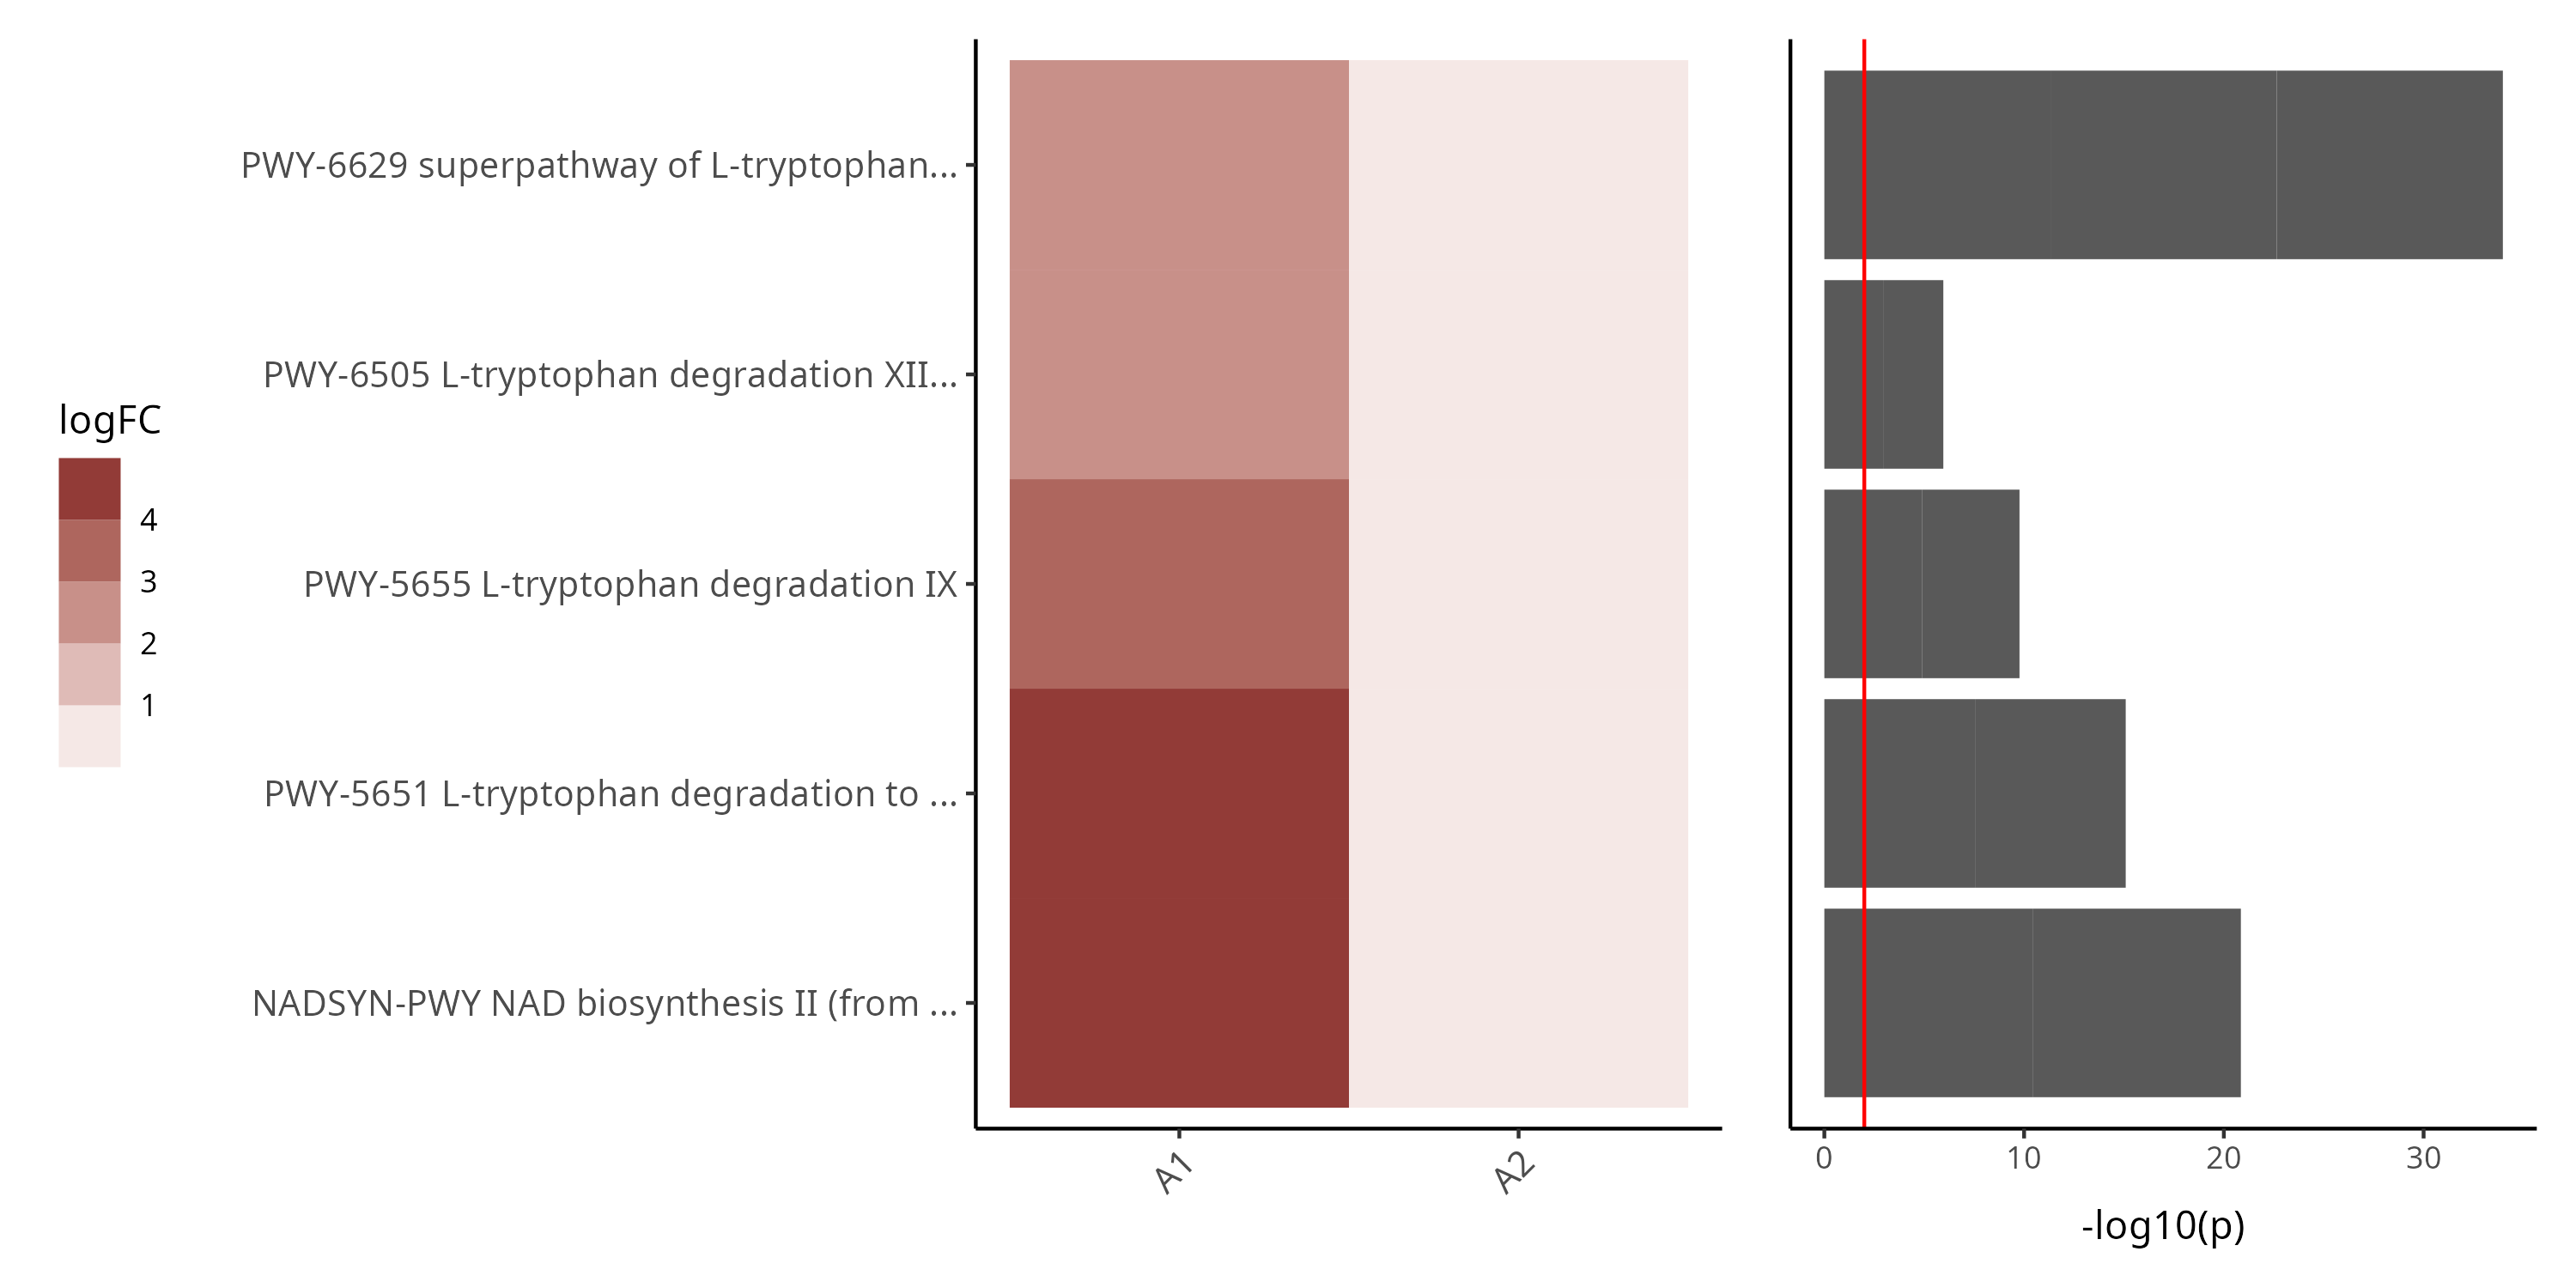 PWY-6629 superpathway of L-tryptophan...
PWY-6505 L-tryptophan degradation XII...
PWY-5655 L-tryptophan degradation IX
PWY-5651 L-tryptophan degradation to ...
NADSYN-PWY NAD biosynthesis II (from ...
logFC
4
3
2
1
A1
A2
0
10
20
30
-log10(p)